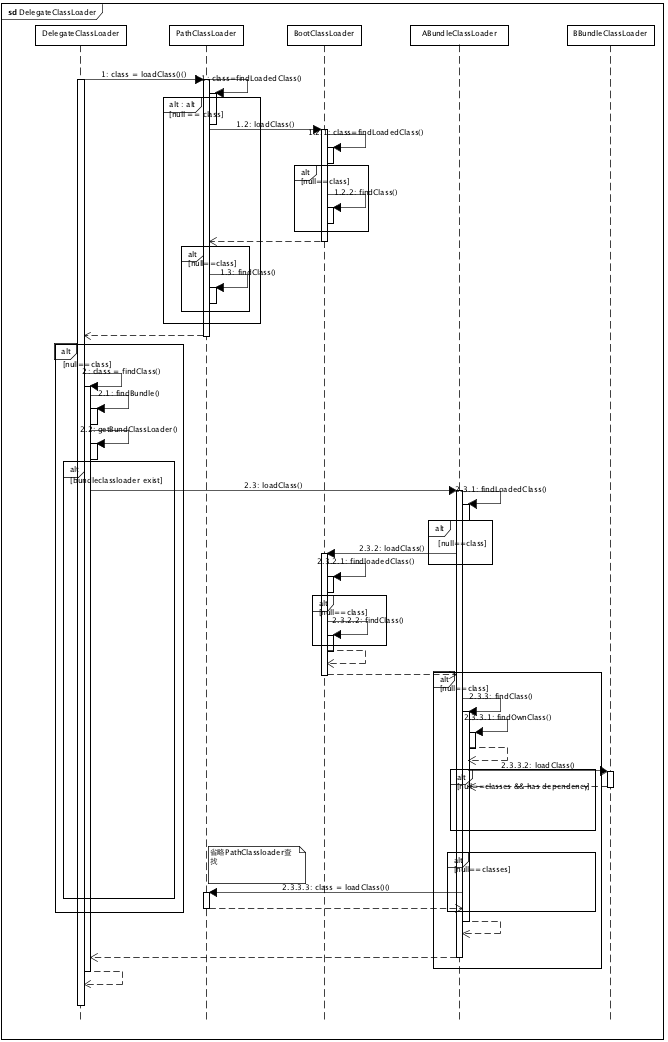 sd DelegateClassLoader
DelegateClassLoader
PathClassLoader
BootClassLoader
ABundleClassLoader
BBundleClassLoader
1: class = loadClass()()
class=findLoadedClass()
alt : alt
[null == class]
1.2: loadClass()
1.2.1: class=findLoadedClass()
alt
[null==class]
1.2.2: findClass()
alt
[null==class]
1.3: findClass()
alt
[null==class]
2: class = findClass()
2.1: findBundle()
2.2: getBundClassLoader()
alt
[bundleclassloader exist]
2.3: loadClass()
2.3.1: findLoadedClass()
alt
[null==class]
2.3.2: loadClass()
2.3.2.1: findloadedClass()
alt
[null==class]
2.3.2.2: findClass()
alt
[null==class]
2.3.3: findClass()
2.3.3.1: findOwnClass()
2.3.3.2: loadClass()
alt
[null==classes && has dependency]
省略PathClassloader查
找
alt
[null==classes]
2.3.3.3: class = loadClass()()